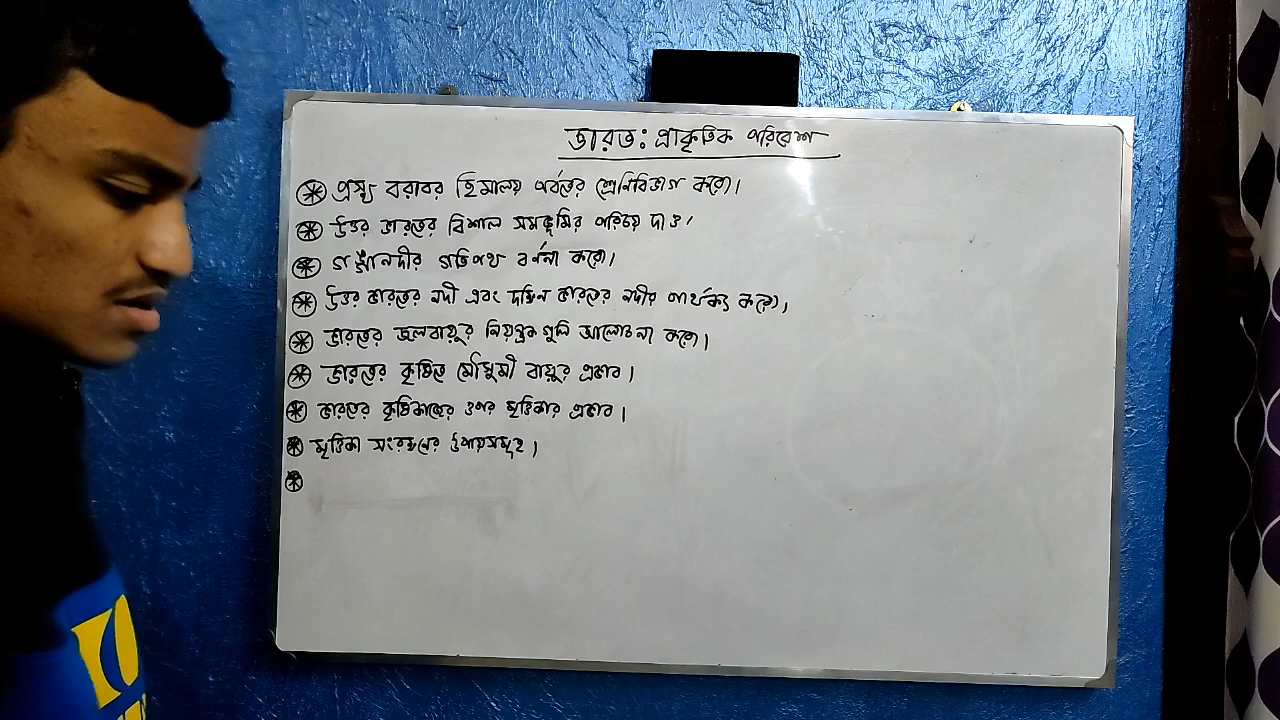 ভারত: প্রাকৃতিক পরিবেশ
প্রস্থ বরাবর হিমালয় পর্বতের শ্রেণিবিভাগ করো।
উত্তর ভারতের বিশাল সমভূমির পরিচয় দাও।
গঙ্গানদীর গতিপথ বর্ণনা করো।
উত্তর ভারতের নদী এবং দক্ষিন ভারতের নদীর পার্থক্য করো,
ভারতের জলবায়ুর নিয়ন্ত্রকগুলি আলোচনা করো।
ভারতের কৃষিতে মৌসুমী বায়ুর প্রভাব।
ভারতের কৃষিকাজের ওপর মৃত্তিকার প্রভাব।
মৃত্তিকা সংরক্ষণের উপায়সমূহ।